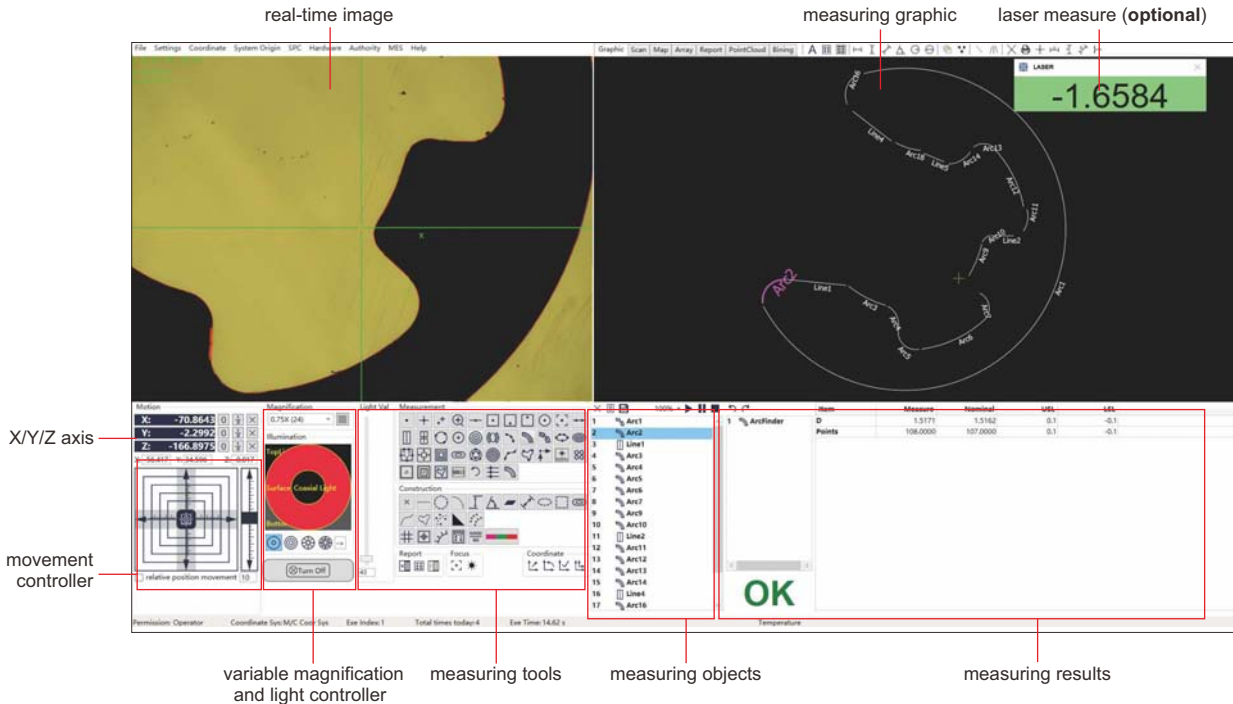 real-time image
measuring graphic
laser measure (optional)
File Settings Coordinate System Origin SPC Hardware Authority MES Help
Graphic Scan Map Array Report PointCloud Bining
LASER
-1.6584
Arc16
Line4
Arc18
Line5
Arc14
Arc13
Arc12
Arc11
Arc10
Line2
Arc9
Arc1
Arc2
Line1
Arc3
Arc4
Arc5
Arc6
X
Motion
X: -70.8643 0
Y: -2.2992 0
Z: -166.8975 0
relative position movement 10
Magnification
0.75X (24)
Illumination
Surface Coaxial Light
Turn Off
Light Val
43
Measurement
Construction
Report
Focus
Coordinate
100%
1 Arc1
2 Arc2
3 Line1
4 Arc3
5 Arc4
6 Arc5
7 Arc6
8 Arc7
9 Arc9
10 Arc10
11 Line2
12 Arc11
13 Arc12
14 Arc13
15 Arc14
16 Line4
17 Arc16
1 ArcFinder
OK
Item Measure Nominal USL LSL
D 1.5171 1.5162 0.1 -0.1
Points 108.0000 107.0000 0.1 -0.1
Permission: Operator Coordinate Sys:M/C Coor Sys Exe Index:1 Total times today:4 Exe Time:14.62 s Temperature
X/Y/Z axis
movement
controller
variable magnification
and light controller
measuring tools
measuring objects
measuring results